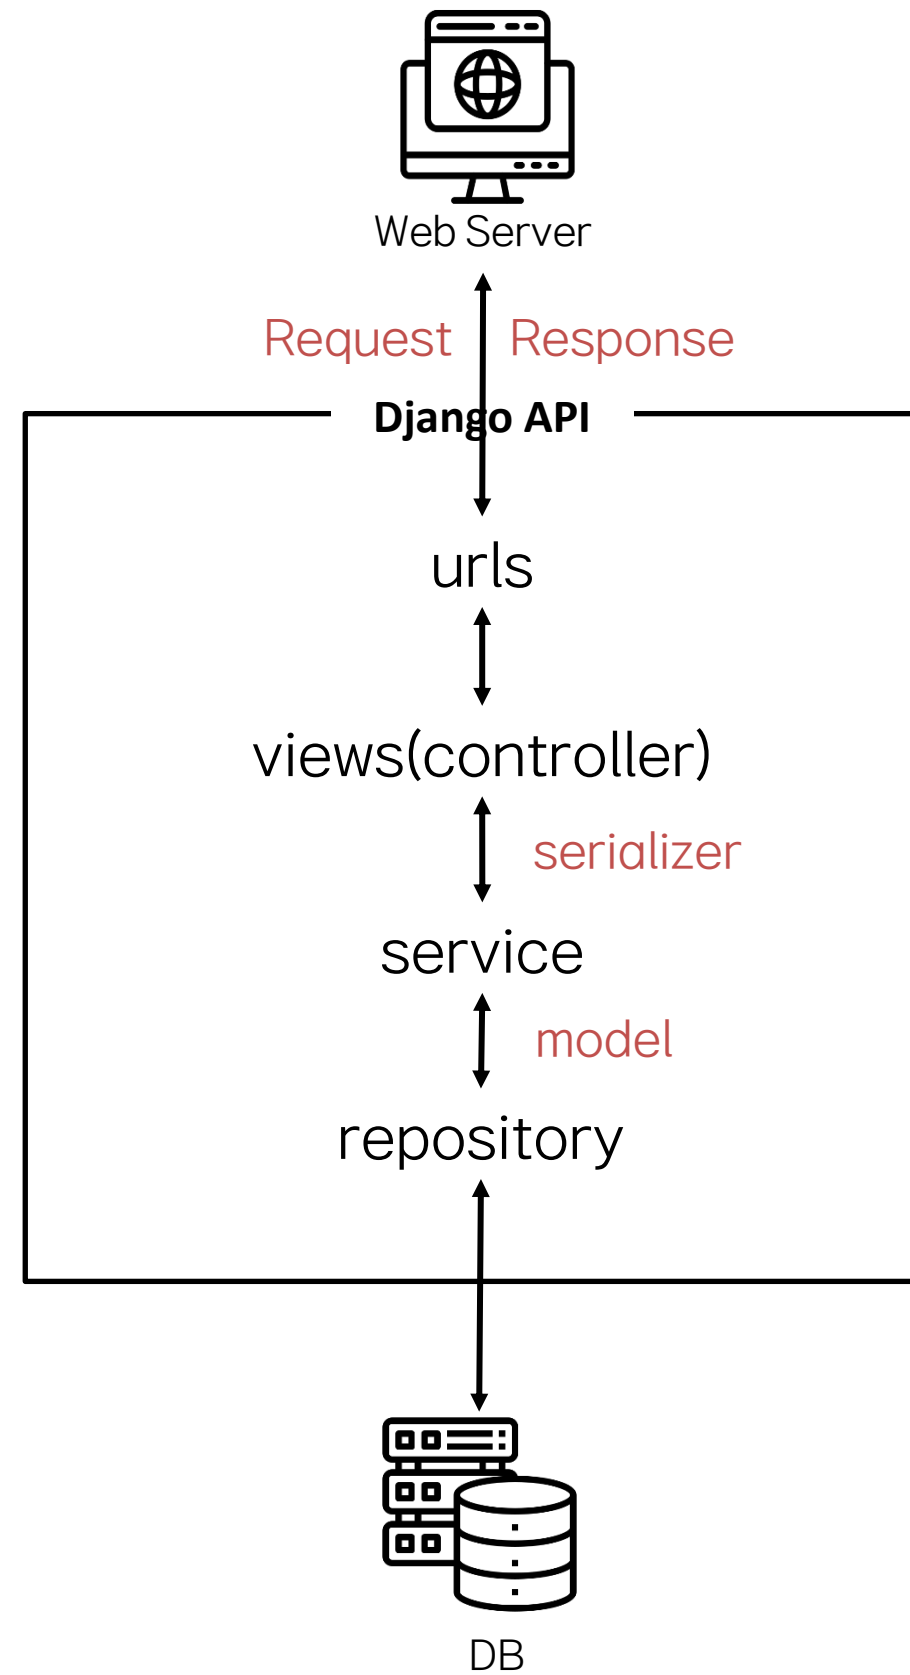 Web Server
Request Response
Django API
urls
views(controller)
serializer
service
model
repository
DB